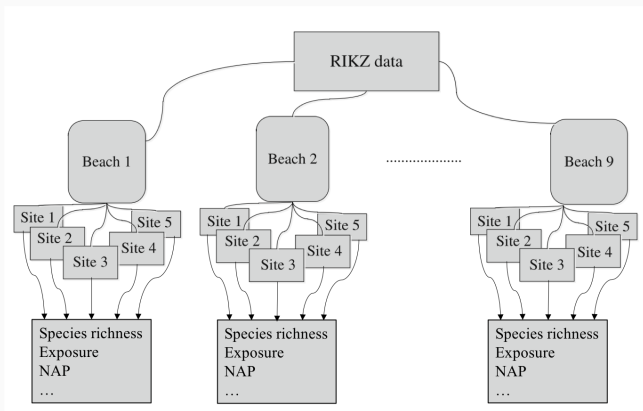 RIKZ data
Beach 1
Beach 2
.....................
Beach 9
Site 1
Site 2
Site 3
Site 4
Site 5
Site 1
Site 2
Site 3
Site 4
Site 5
Site 1
Site 2
Site 3
Site 4
Site 5
Species richness
Exposure
NAP
…
Species richness
Exposure
NAP
…
Species richness
Exposure
NAP
…